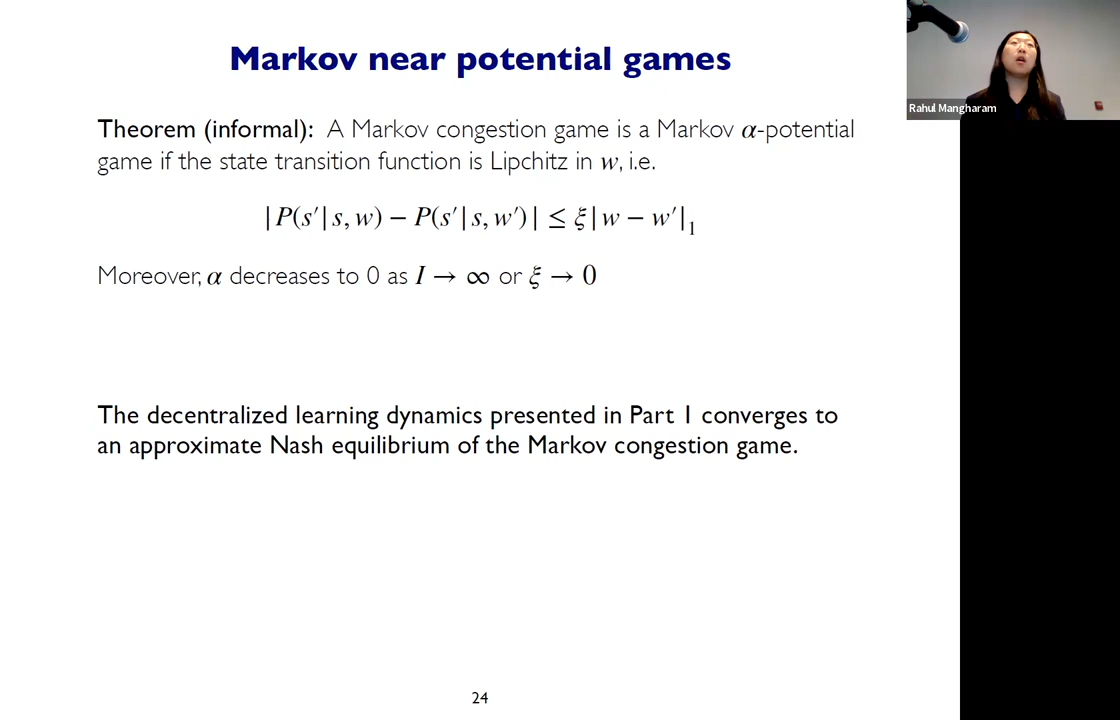 Markov near potential games
Rahul Mangharam
Theorem (informal): A Markov congestion game is a Markov α-potential
game if the state transition function is Lipchitz in w, i.e.
|P(s′|s, w) − P(s′|s, w′)| ≤ ξ|w − w′|₁
Moreover, α decreases to 0 as I → ∞ or ξ → 0
The decentralized learning dynamics presented in Part 1 converges to
an approximate Nash equilibrium of the Markov congestion game.
24